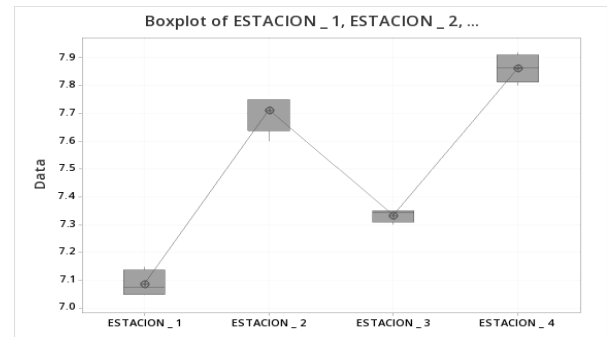 Boxplot of ESTACION _ 1, ESTACION _ 2, ...
Data
7.9
7.8
7.7
7.6
7.5
7.4
7.3
7.2
7.1
7.0
ESTACION _ 1
ESTACION _ 2
ESTACION _ 3
ESTACION _ 4